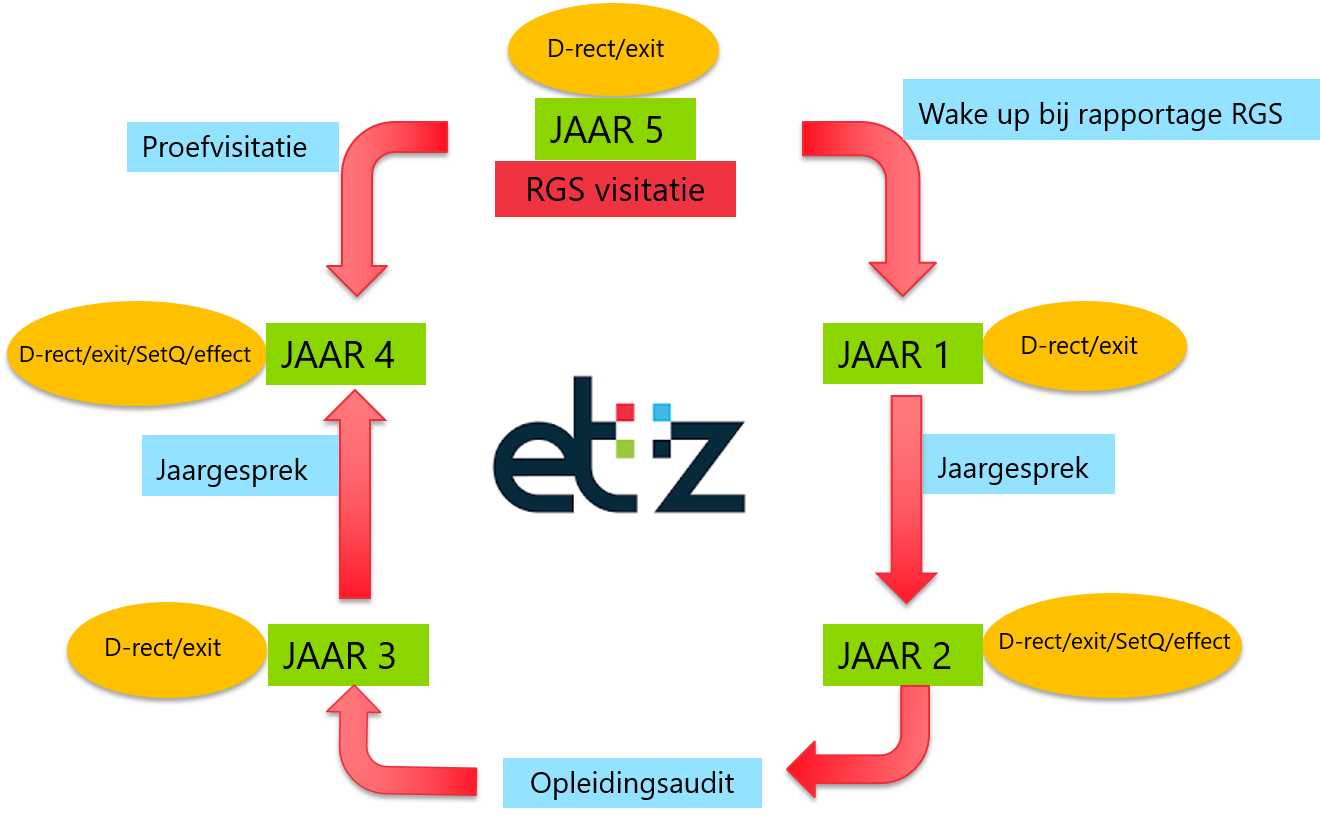 D-rect/exit
JAAR 5
RGS visitatie
Proefvisitatie
Wake up bij rapportage RGS
D-rect/exit/SetQ/effect
JAAR 4
JAAR 1
D-rect/exit
etz
Jaargesprek
Jaargesprek
D-rect/exit
JAAR 3
JAAR 2
D-rect/exit/SetQ/effect
Opleidingsaudit